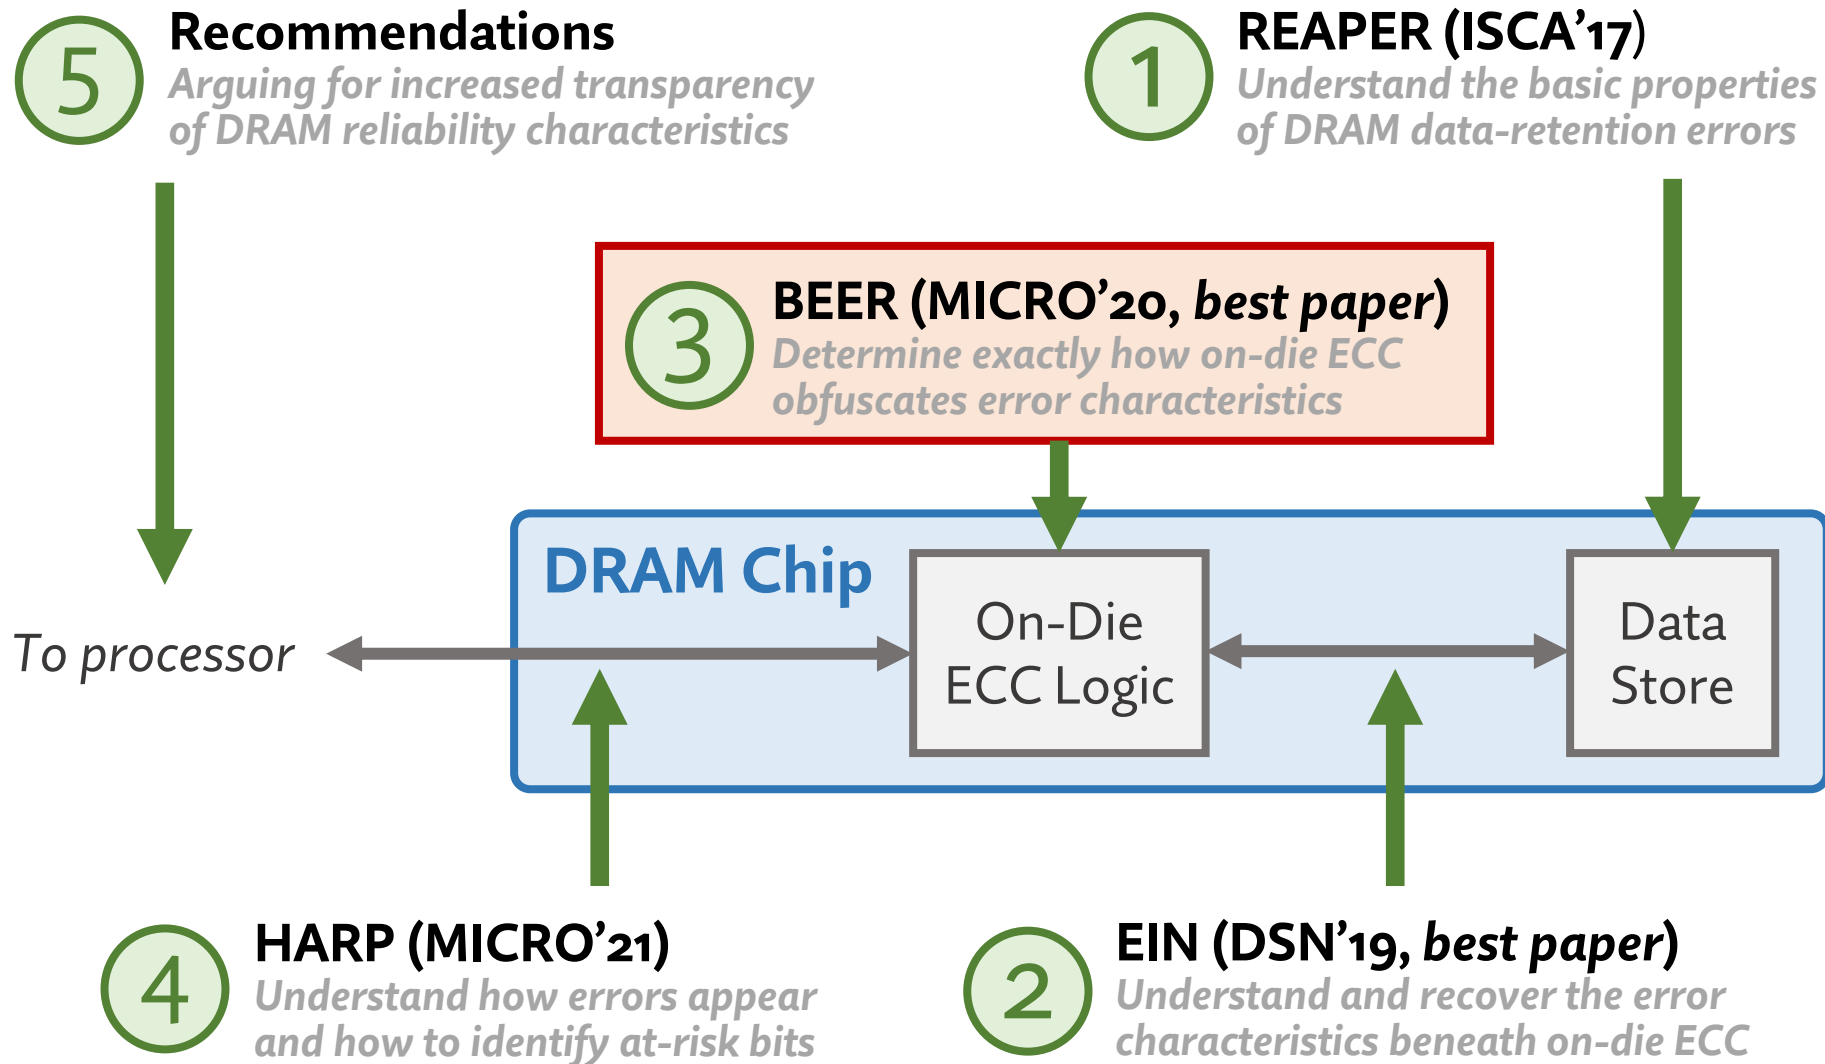 5
Recommendations
Arguing for increased transparency
of DRAM reliability characteristics
1
REAPER (ISCA’17)
Understand the basic properties
of DRAM data-retention errors
3
BEER (MICRO’20, best paper)
Determine exactly how on-die ECC
obfuscates error characteristics
DRAM Chip
To processor
On-Die
ECC Logic
Data
Store
4
HARP (MICRO’21)
Understand how errors appear
and how to identify at-risk bits
2
EIN (DSN’19, best paper)
Understand and recover the error
characteristics beneath on-die ECC